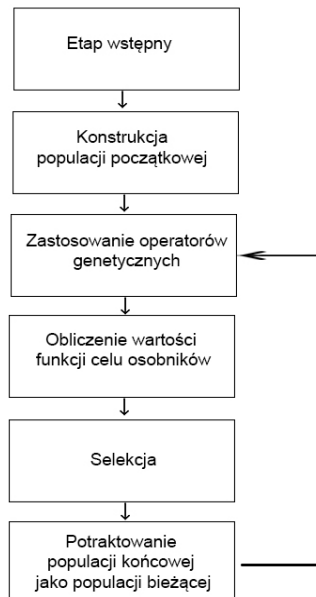 Etap wstępny
Konstrukcja
populacji początkowej
Zastosowanie operatorów
genetycznych
Obliczenie wartości
funkcji celu osobników
Selekcja
Potraktowanie
populacji końcowej
jako populacji bieżącej